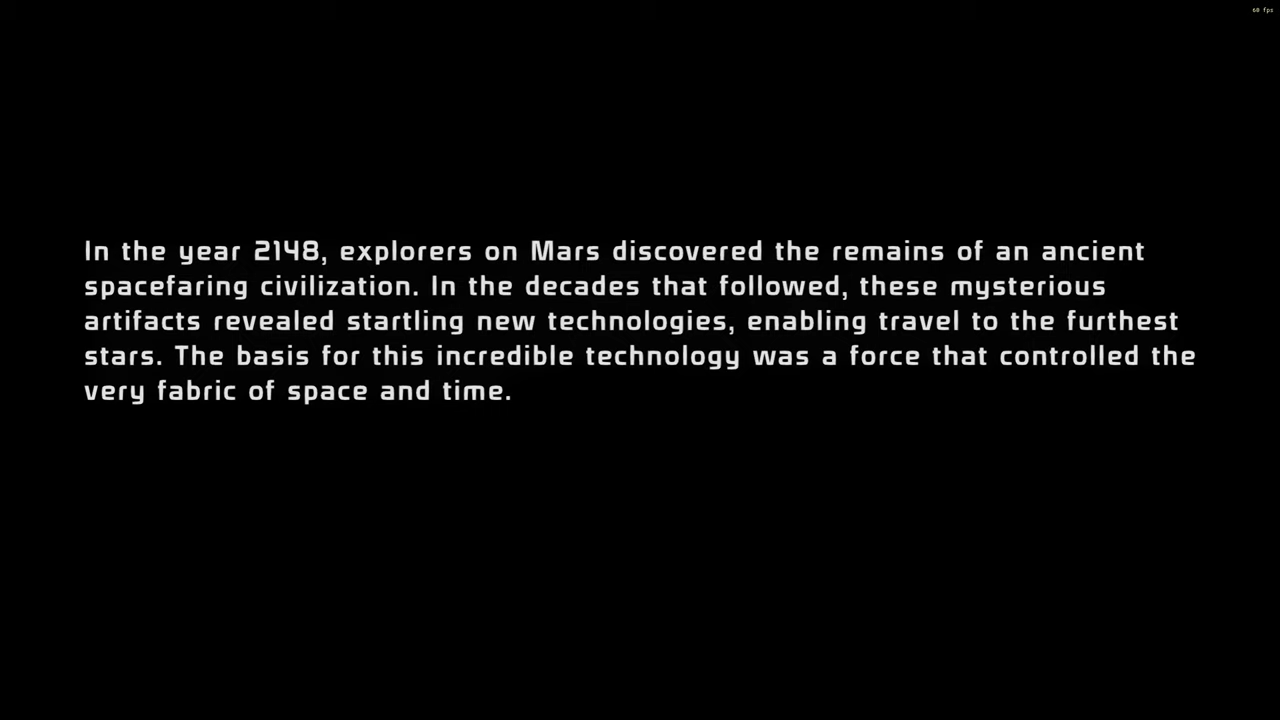 60 fps
In the year 2148, explorers on Mars discovered the remains of an ancient
spacefaring civilization. In the decades that followed, these mysterious
artifacts revealed startling new technologies, enabling travel to the furthest
stars. The basis for this incredible technology was a force that controlled the
very fabric of space and time.